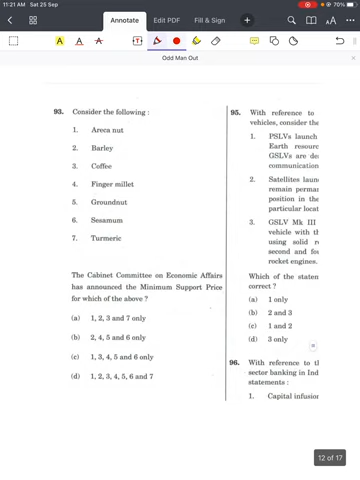 11:21 AM Sat 25 Sep
70%
Annotate
Edit PDF
Fill & Sign
Odd Man Out
93. Consider the following :
1. Areca nut
2. Barley
3. Coffee
4. Finger millet
5. Groundnut
6. Sesamum
7. Turmeric
The Cabinet Committee on Economic Affairs
has announced the Minimum Support Price
for which of the above ?
(a) 1, 2, 3 and 7 only
(b) 2, 4, 5 and 6 only
(c) 1, 3, 4, 5 and 6 only
(d) 1, 2, 3, 4, 5, 6 and 7
95. With reference to
vehicles, consider the
1. PSLVs launch
Earth resourc
GSLVs are de
communication
2. Satellites laun
remain perman
position in the
particular locat
3. GSLV Mk III
vehicle with th
using solid r
second and fou
rocket engines.
Which of the statem
correct ?
(a) 1 only
(b) 2 and 3
(c) 1 and 2
(d) 3 only
96. With reference to th
sector banking in Ind
statements :
1. Capital infusion
12 of 17